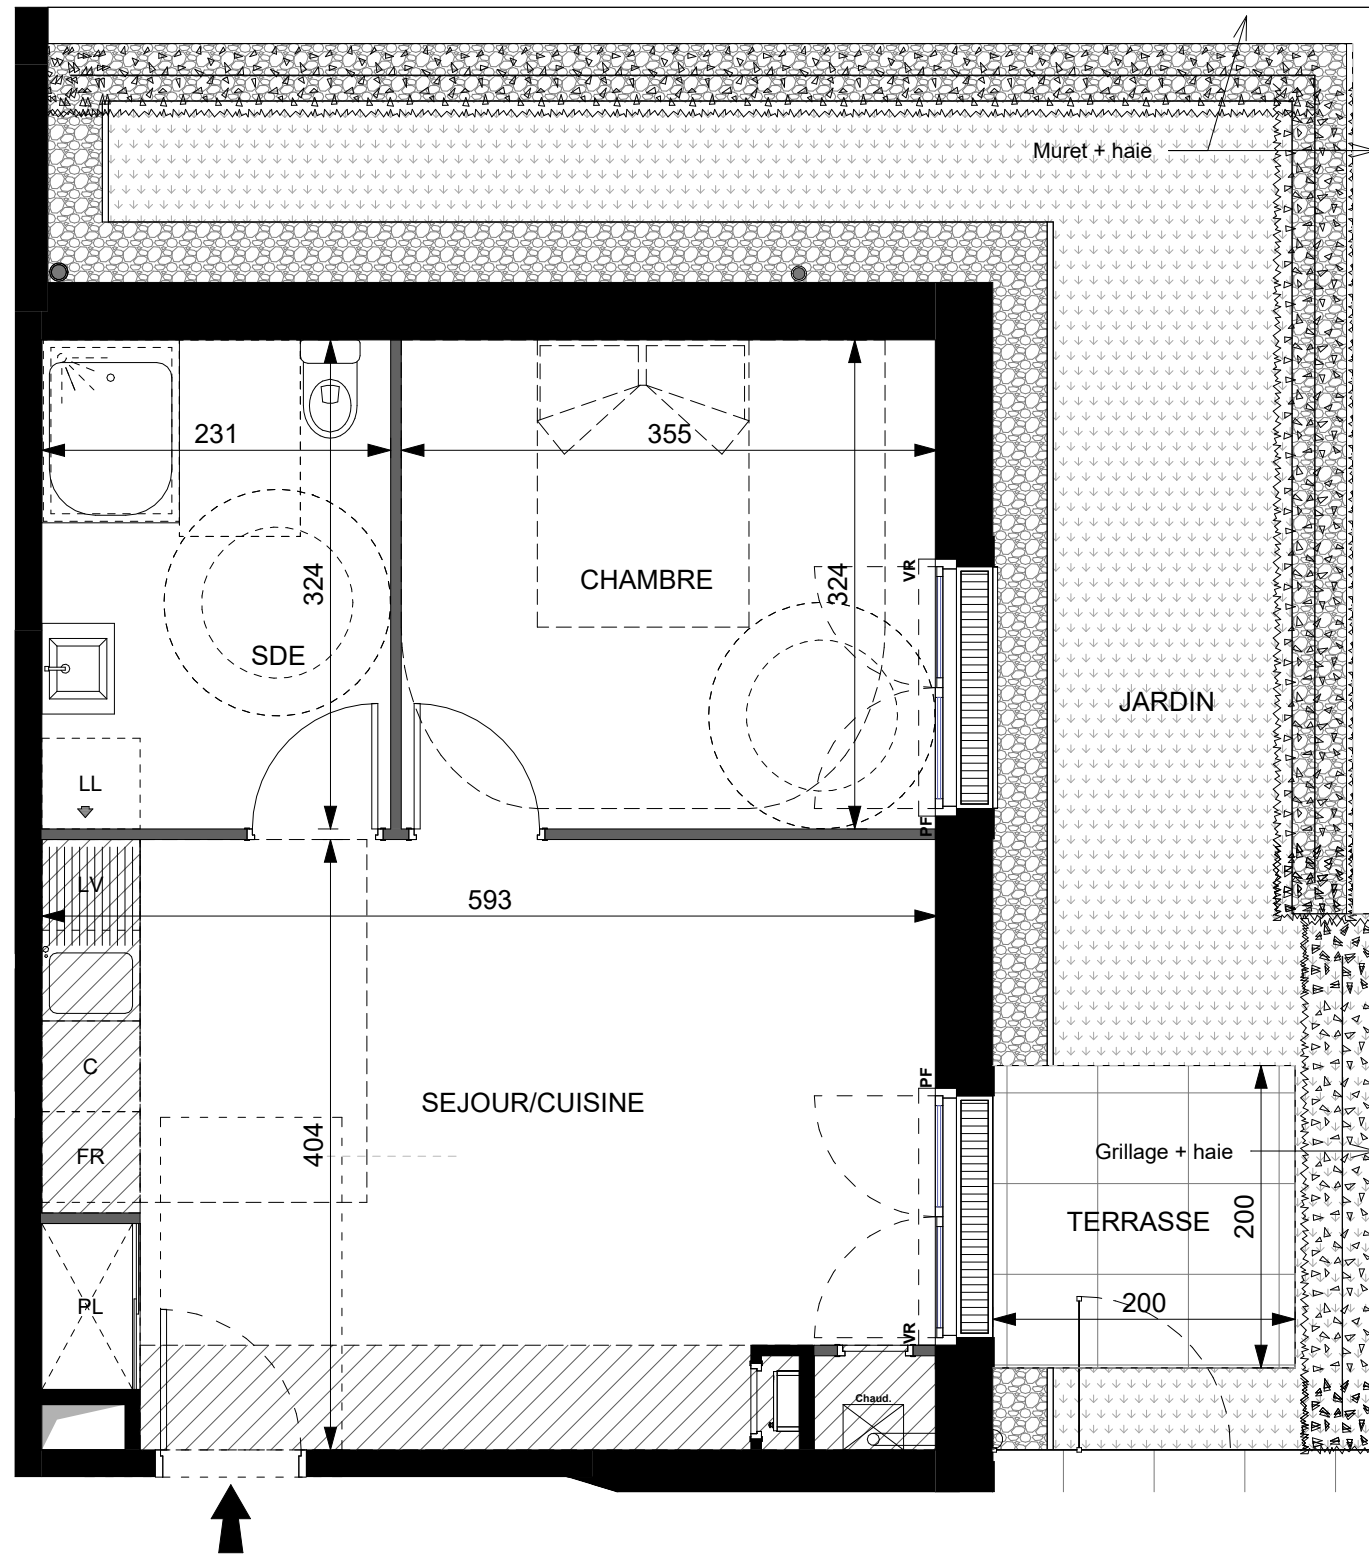 Muret + haie
231
355
324
324
VR
CHAMBRE
SDE
JARDIN
LL
PF
LV
593
C
PF
SEJOUR/CUISINE
404
FR
Grillage + haie
TERRASSE
200
200
PL
VR
Chaud.